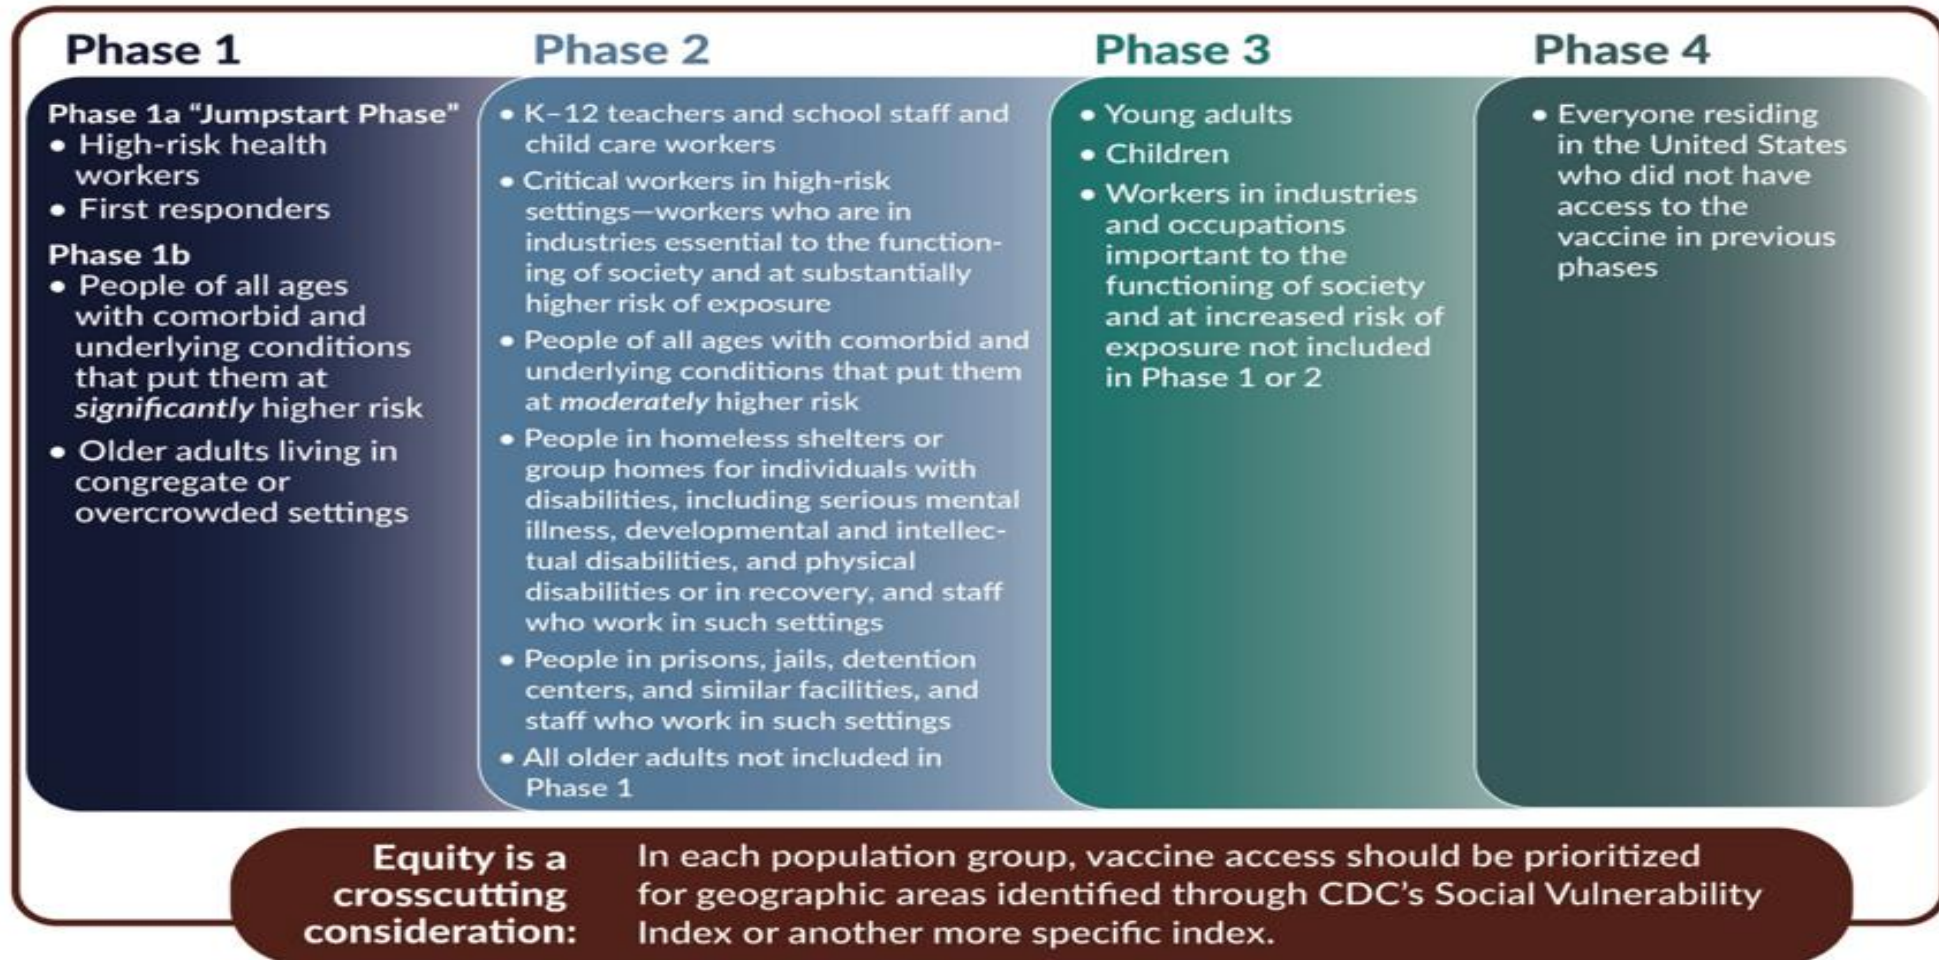 Phase 1
Phase 1a “Jumpstart Phase”
• High-risk health
workers
• First responders
Phase 1b
• People of all ages
with comorbid and
underlying conditions
that put them at
significantly higher risk
• Older adults living in
congregate or
overcrowded settings
Phase 2
• K–12 teachers and school staff and
child care workers
• Critical workers in high-risk
settings—workers who are in
industries essential to the function-
ing of society and at substantially
higher risk of exposure
• People of all ages with comorbid and
underlying conditions that put them
at moderately higher risk
• People in homeless shelters or
group homes for individuals with
disabilities, including serious mental
illness, developmental and intellec-
tual disabilities, and physical
disabilities or in recovery, and staff
who work in such settings
• People in prisons, jails, detention
centers, and similar facilities, and
staff who work in such settings
• All older adults not included in
Phase 1
Phase 3
• Young adults
• Children
• Workers in industries
and occupations
important to the
functioning of society
and at increased risk of
exposure not included
in Phase 1 or 2
Phase 4
• Everyone residing
in the United States
who did not have
access to the
vaccine in previous
phases
Equity is a
crosscutting
consideration:
In each population group, vaccine access should be prioritized
for geographic areas identified through CDC’s Social Vulnerability
Index or another more specific index.